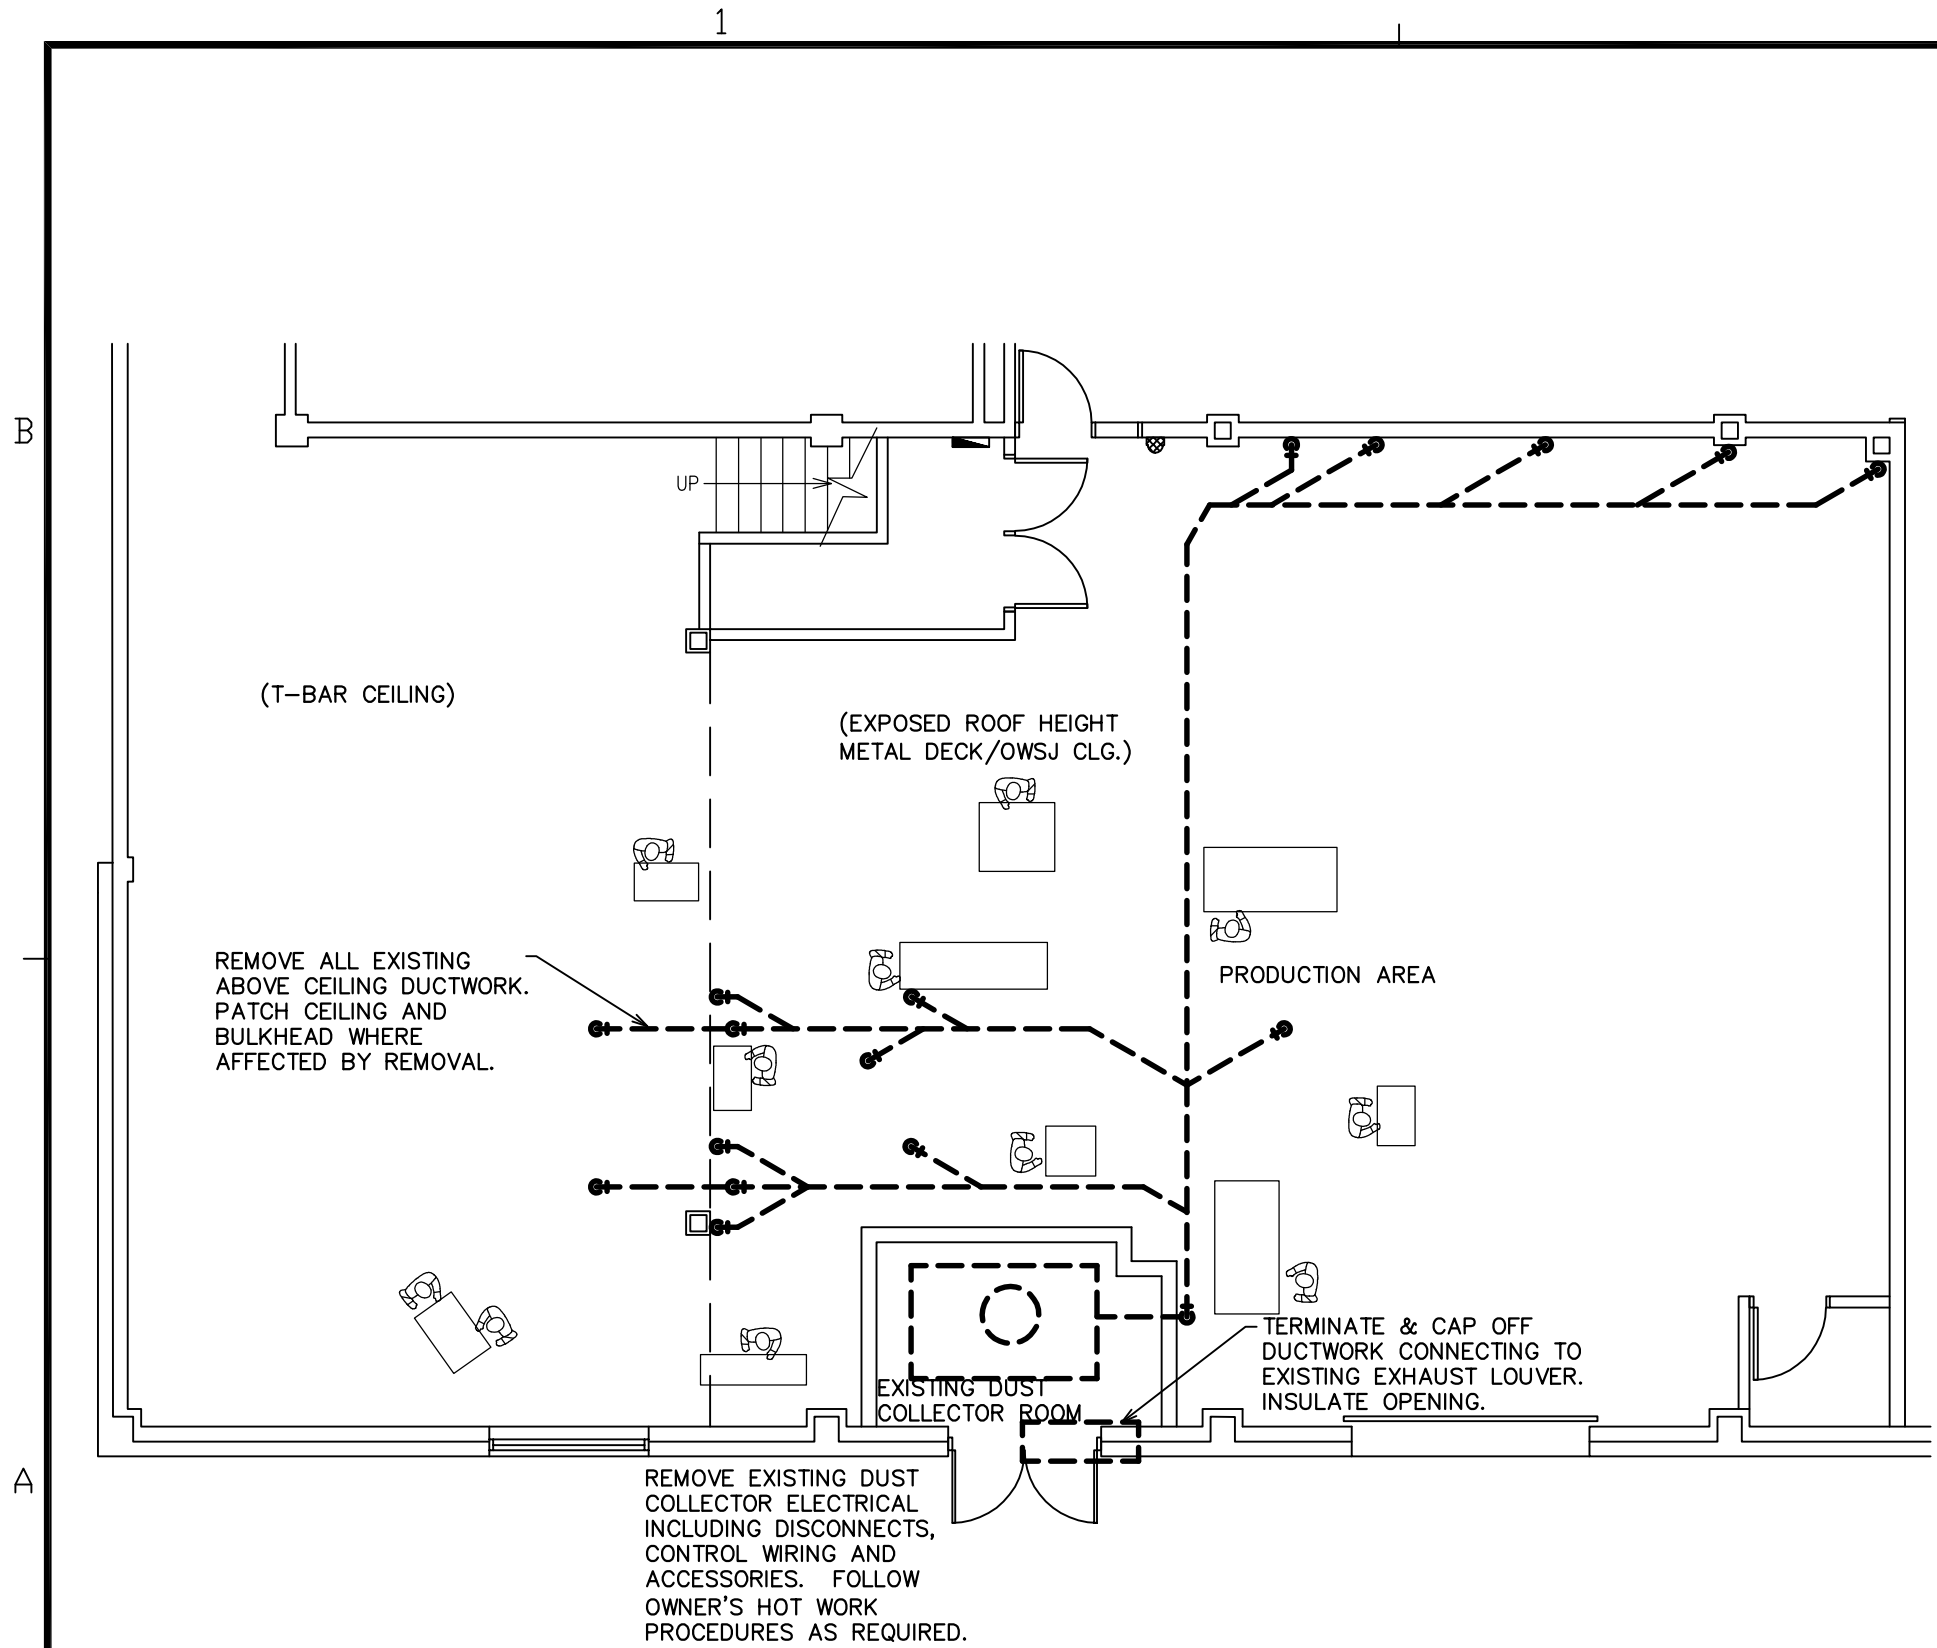 1
B
UP
(T-BAR CEILING)
(EXPOSED ROOF HEIGHT
METAL DECK/OWSJ CLG.)
REMOVE ALL EXISTING
ABOVE CEILING DUCTWORK.
PATCH CEILING AND
BULKHEAD WHERE
AFFECTED BY REMOVAL.
PRODUCTION AREA
TERMINATE & CAP OFF
DUCTWORK CONNECTING TO
EXISTING EXHAUST LOUVER.
INSULATE OPENING.
EXISTING DUST
COLLECTOR ROOM
A
REMOVE EXISTING DUST
COLLECTOR ELECTRICAL
INCLUDING DISCONNECTS,
CONTROL WIRING AND
ACCESSORIES. FOLLOW
OWNER'S HOT WORK
PROCEDURES AS REQUIRED.